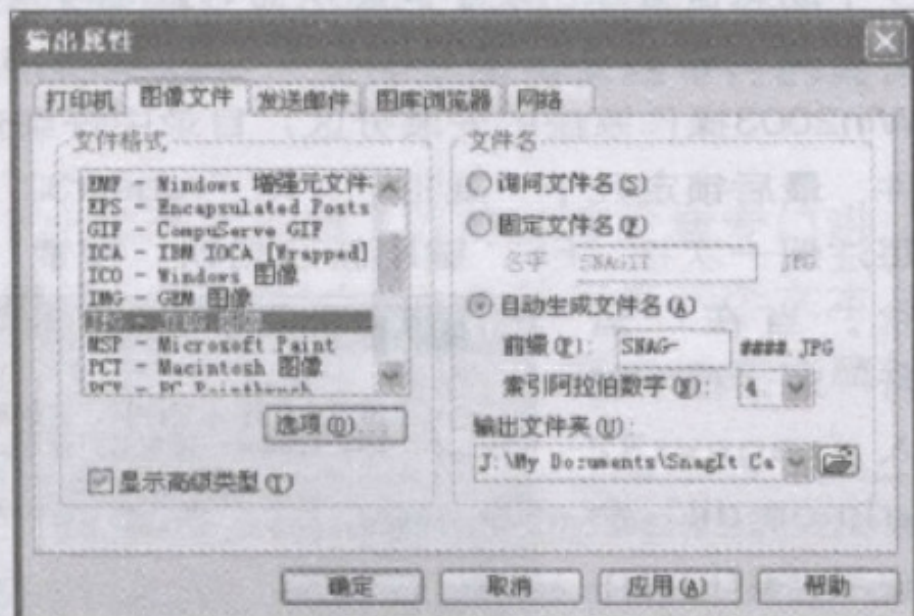 输出属性
打印机 图像文件 发送邮件 图库浏览器 网络
文件格式
EMF - Windows 增强元文件
EPS - Encapsulated Posts
GIF - CompuServe GIF
ICA - IBM IOCA [Wrapped]
ICO - Windows 图像
IMG - GEM 图像
MSP - Microsoft Paint
PCT - Macintosh 图像
PCX - PC Paintbrush
选项(O)...
显示高级类型(T)
文件名
询问文件名(S)
固定文件名(F)
名字 SNAGIT .JPG
自动生成文件名(A)
前缀(P): SNAG- ####.JPG
索引阿拉伯数字(N): 4
输出文件夹(U):
J:\My Documents\SnagIt Ca
确定 取消 应用(A) 帮助